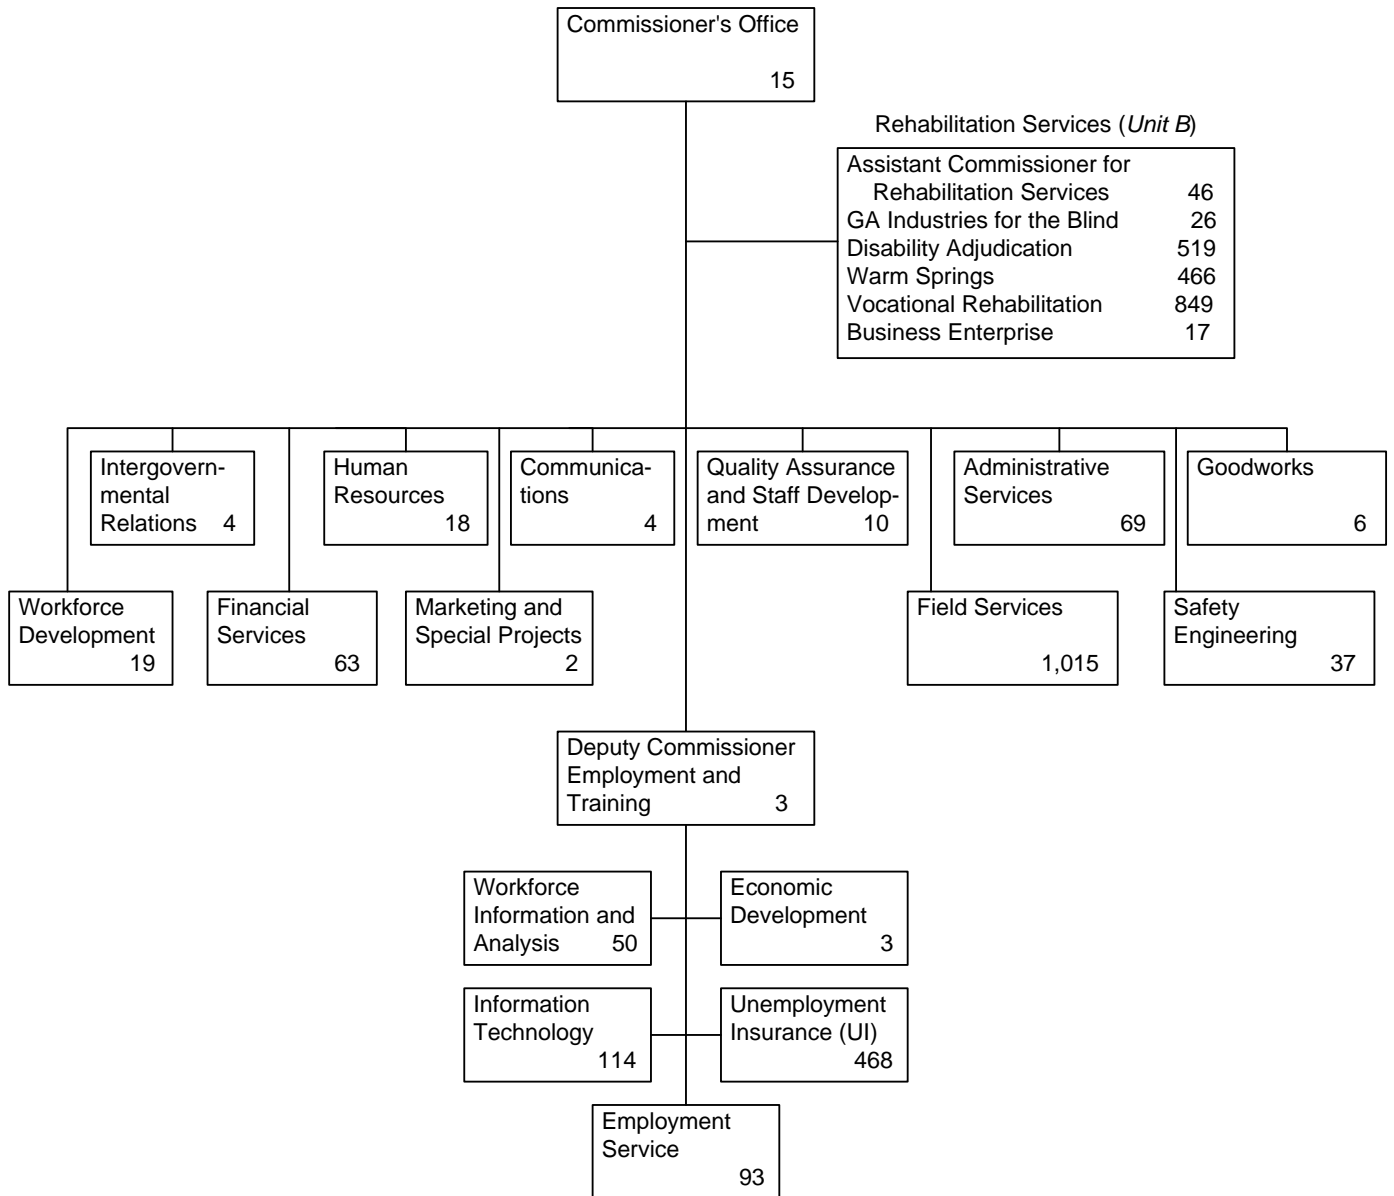 Commissioner's Office
15
Rehabilitation Services (Unit B)
Assistant Commissioner for
Rehabilitation Services 46
GA Industries for the Blind 26
Disability Adjudication 519
Warm Springs 466
Vocational Rehabilitation 849
Business Enterprise 17
Intergovern-
mental
Relations 4
Human
Resources
18
Communica-
tions
4
Quality Assurance
and Staff Develop-
ment 10
Administrative
Services
69
Goodworks
6
Workforce
Development
19
Financial
Services
63
Marketing and
Special Projects
2
Field Services
1,015
Safety
Engineering
37
Deputy Commissioner
Employment and
Training 3
Workforce
Information and
Analysis 50
Economic
Development
3
Information
Technology
114
Unemployment
Insurance (UI)
468
Employment
Service
93